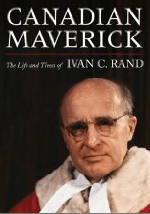 CANADIAN
MAVERICK
The Life and Times of IVAN C. RAND